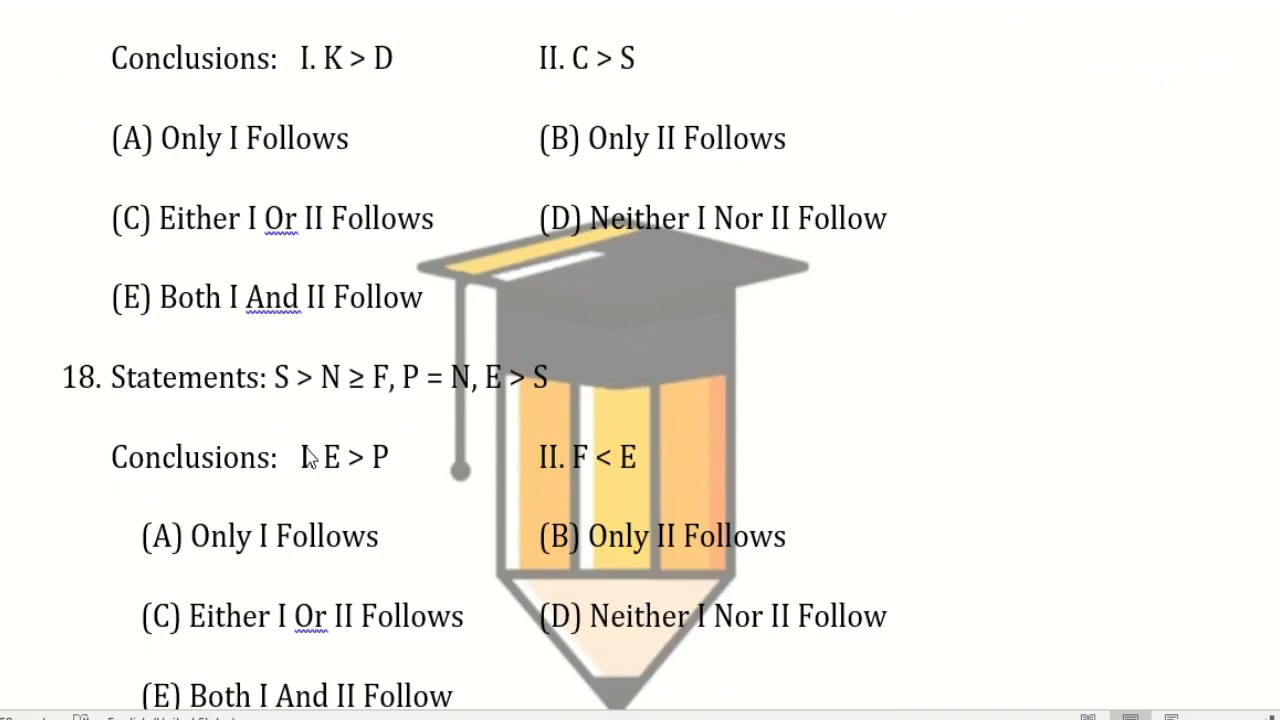 Conclusions: I. K > D II. C > S
(A) Only I Follows (B) Only II Follows
(C) Either I Or II Follows (D) Neither I Nor II Follow
(E) Both I And II Follow
18. Statements: S > N ≥ F, P = N, E > S
Conclusions: I. E > P II. F < E
(A) Only I Follows (B) Only II Follows
(C) Either I Or II Follows (D) Neither I Nor II Follow
(E) Both I And II Follow